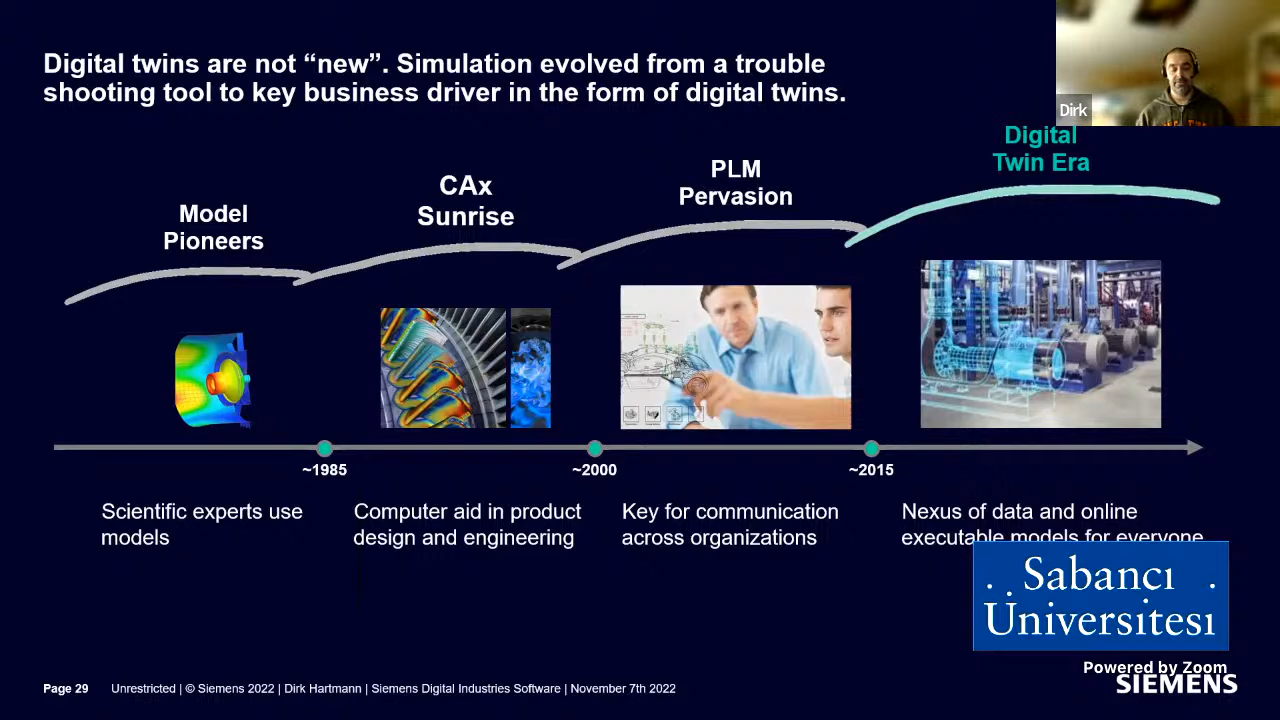 Digital twins are not “new”. Simulation evolved from a trouble
shooting tool to key business driver in the form of digital twins.
Dirk
Model
Pioneers
CAx
Sunrise
PLM
Pervasion
Digital
Twin Era
~1985
~2000
~2015
Scientific experts use
models
Computer aid in product
design and engineering
Key for communication
across organizations
Nexus of data and online
executable models for everyone
Sabancı
Üniversitesi
Powered by Zoom
SIEMENS
Page 29 Unrestricted | © Siemens 2022 | Dirk Hartmann | Siemens Digital Industries Software | November 7th 2022